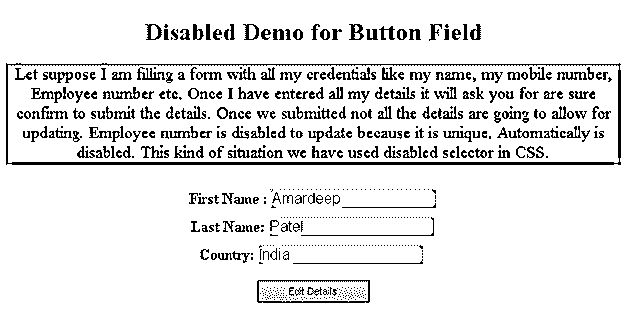 Disabled Demo for Button Field
Let suppose I am filling a form with all my credentials like my name, my mobile number,
Employee number etc. Once I have entered all my details it will ask you for are sure
confirm to submit the details. Once we submitted not all the details are going to allow for
updating. Employee number is disabled to update because it is unique. Automatically is
disabled. This kind of situation we have used disabled selector in CSS.
First Name : Amardeep
Last Name: Patel
Country: India
Edit Details